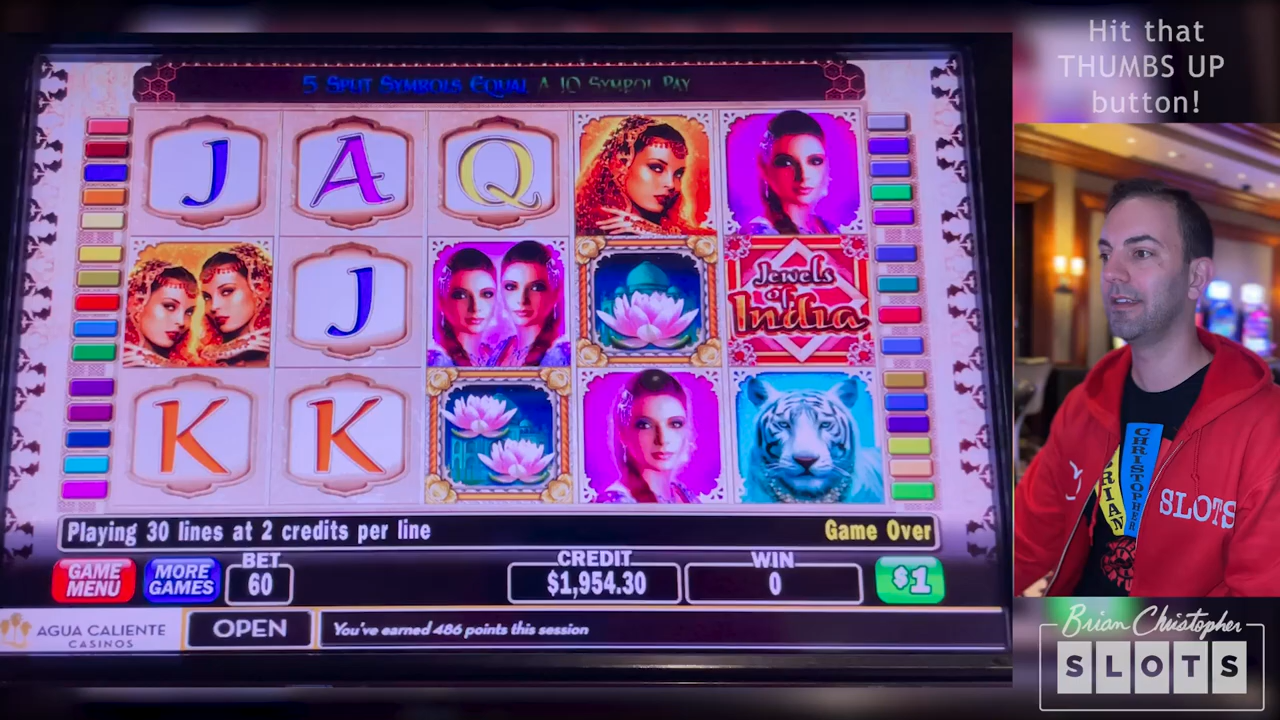 Hit that
THUMBS UP
button!
5 SPLIT SYMBOLS EQUAL A 10 SYMBOL PAY
J A Q
J
Jewels
of
India
K K
Playing 30 lines at 2 credits per line
Game Over
GAME
MENU
MORE
GAMES
BET
60
CREDIT
$1,954.30
WIN
0
$1
AGUA CALIENTE
CASINOS
OPEN
You've earned 486 points this session
BRIAN
CHRISTOPHER
SLOTS
Brian Christopher
SLOTS